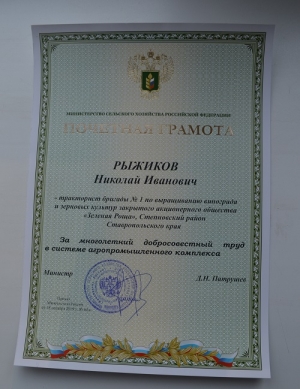 МИНИСТЕРСТВО СЕЛЬСКОГО ХОЗЯЙСТВА РОССИЙСКОЙ ФЕДЕРАЦИИ
ПОЧЕТНАЯ ГРАМОТА
РЫЖИКОВ
Николай Иванович
- тракторист бригады № 1 по выращиванию винограда
и зерновых культур закрытого акционерного общества
«Зеленая Роща», Степновский район
Ставропольского края
За многолетний добросовестный труд
в системе агропромышленного комплекса
Министр Д.Н. Патрушев